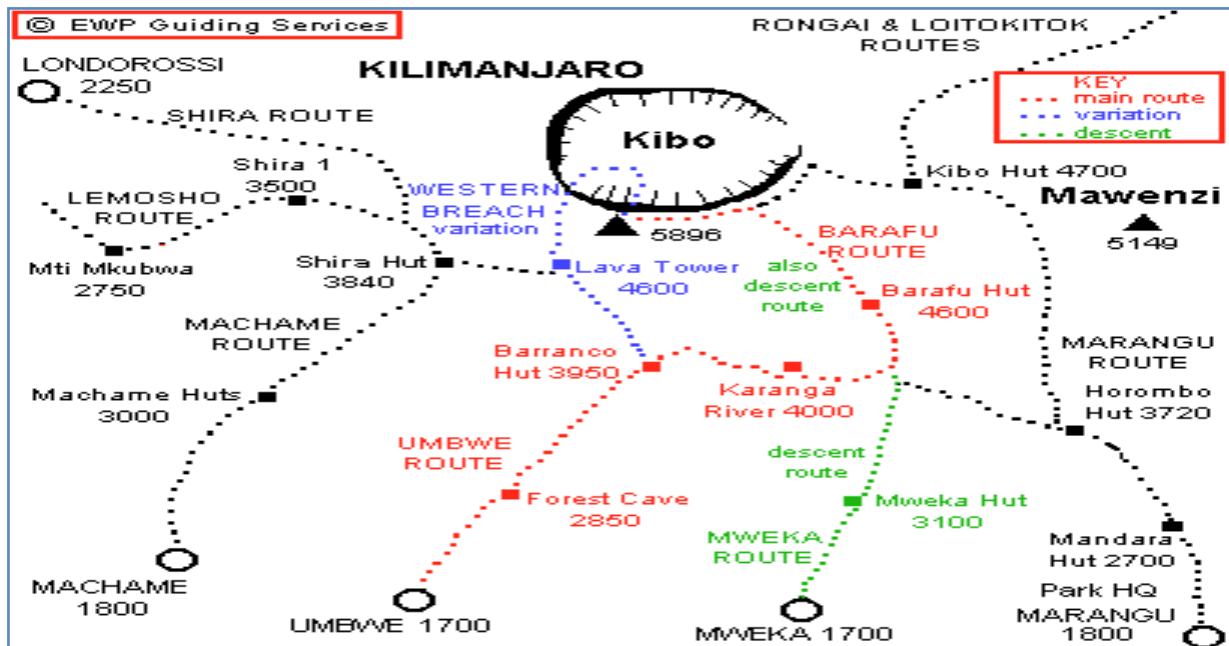 © EWP Guiding Services
RONGAI & LOITOKITOK
ROUTES
LONDOROSSI
2250
KILIMANJARO
KEY
main route
variation
descent
SHIRA ROUTE
Kibo
Shira 1
3500
Kibo Hut 4700
LEMOSHO
ROUTE
WESTERN
BREACH
variation
Mawenzi
5149
5896
BARAFU
ROUTE
Mti Mkubwa
2750
Shira Hut
3840
Lava Tower
4600
also
descent
route
Barafu Hut
4600
MACHAME
ROUTE
Barranco
Hut 3950
MARANGU
ROUTE
Machame Huts
3000
Karanga
River 4000
Horombo
Hut 3720
UMBWE
ROUTE
descent
route
Forest Cave
2850
Mweka Hut
3100
MWEKA
ROUTE
Mandara
Hut 2700
MACHAME
1800
UMBWE 1700
MWEKA 1700
Park HQ
MARANGU
1800